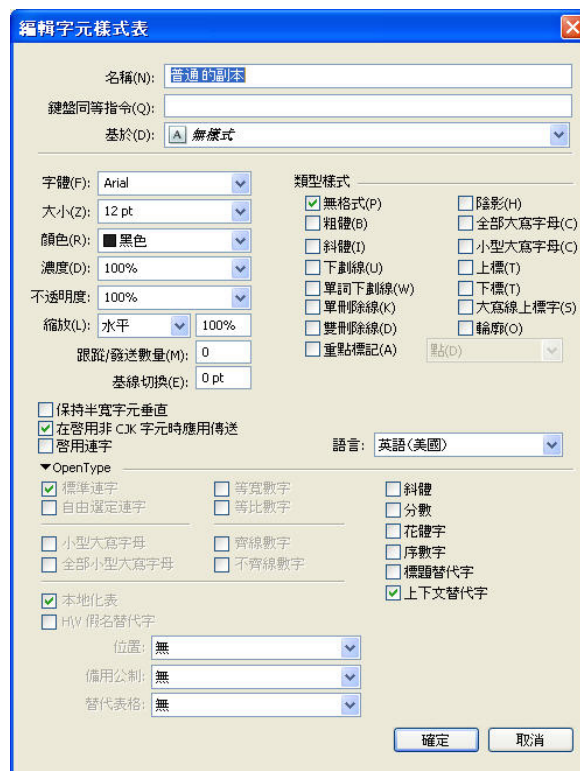 編輯字元樣式表
名稱(N): 普通的副本
鍵盤同等指令(Q):
基於(D): A 無樣式
字體(F): Arial
大小(Z): 12 pt
顏色(R): 黑色
濃度(D): 100%
不透明度: 100%
縮放(L): 水平 100%
跟蹤/發送數量(M): 0
基線切換(E): 0 pt
類型樣式
無格式(P) 陰影(H)
粗體(B) 全部大寫字母(C)
斜體(I) 小型大寫字母(C)
下劃線(U) 上標(T)
單詞下劃線(W) 下標(T)
單刪除線(K) 大寫線上標字(S)
雙刪除線(D) 輪廓(O)
重點標記(A) 點(D)
保持半寬字元垂直
在啓用非 CJK 字元時應用傳送
啓用連字
語言: 英語(美國)
OpenType
標準連字 等寬數字
自由選定連字 等比數字
小型大寫字母 齊線數字
全部小型大寫字母 不齊線數字
本地化表
H\V 假名替代字
斜體
分數
花體字
序數字
標題替代字
上下文替代字
位置: 無
備用公制: 無
替代表格: 無
確定 取消